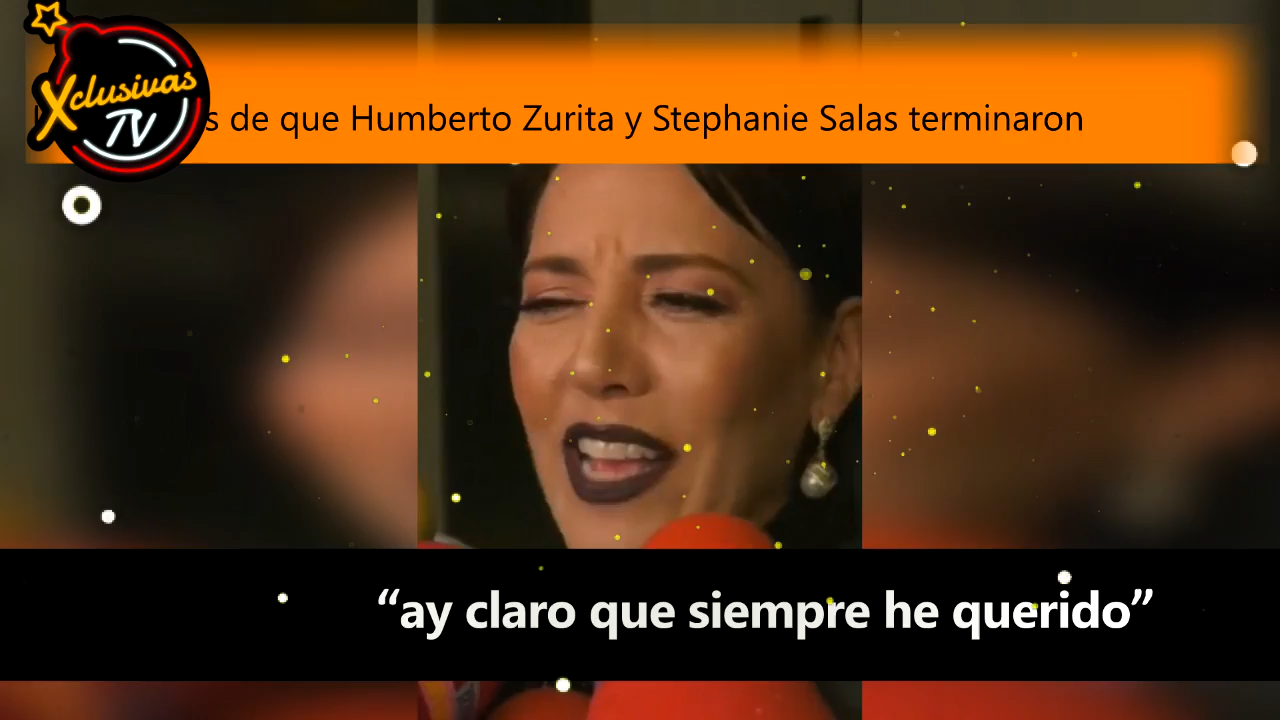 Xclusivas
TV
de que Humberto Zurita y Stephanie Salas terminaron
“ay claro que siempre he querido”